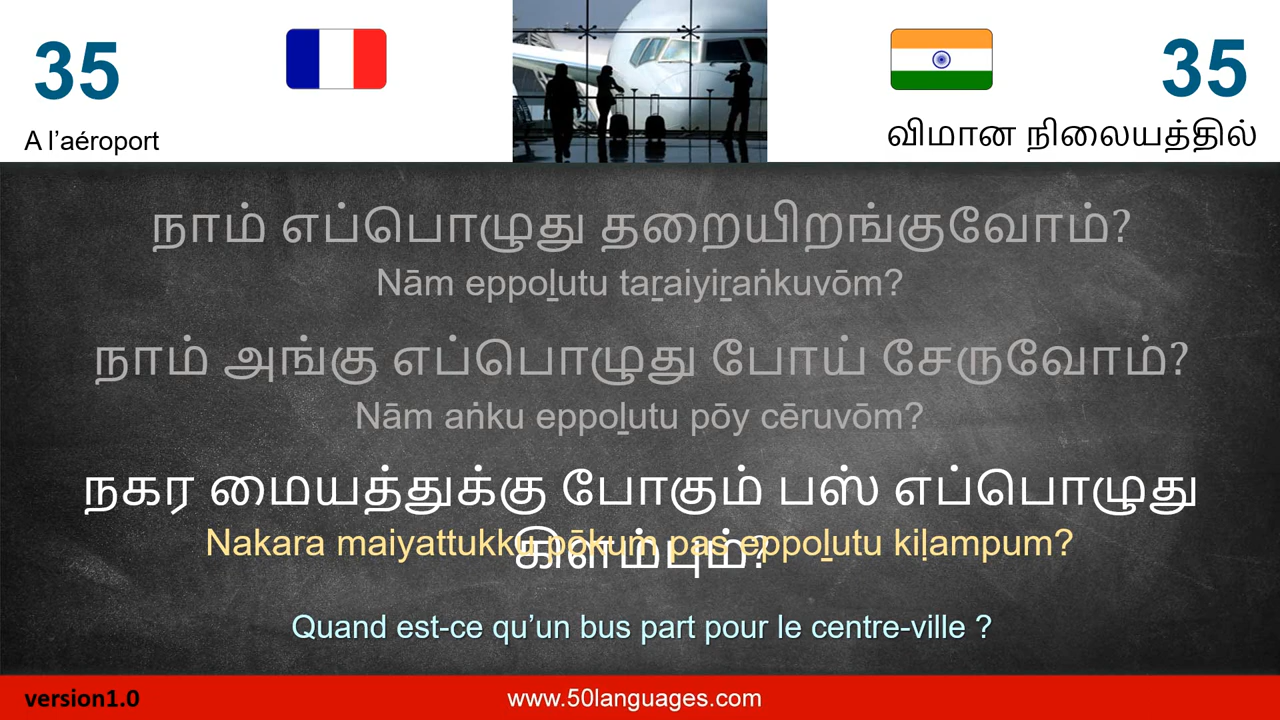 35
35
A l’aéroport
விமான நிலையத்தில்
நாம் எப்பொழுது தறையிறங்குவோம்?
Nām eppoḻutu taṟaiyiṟaṅkuvōm?
நாம் அங்கு எப்பொழுது போய் சேருவோம்?
Nām aṅku eppoḻutu pōy cēruvōm?
நகர மையத்துக்கு போகும் பஸ் எப்பொழுது
கிளம்பும்?
Nakara maiyattukku pōkum pas eppoḻutu kiḷampum?
Quand est-ce qu’un bus part pour le centre-ville ?
version1.0
www.50languages.com